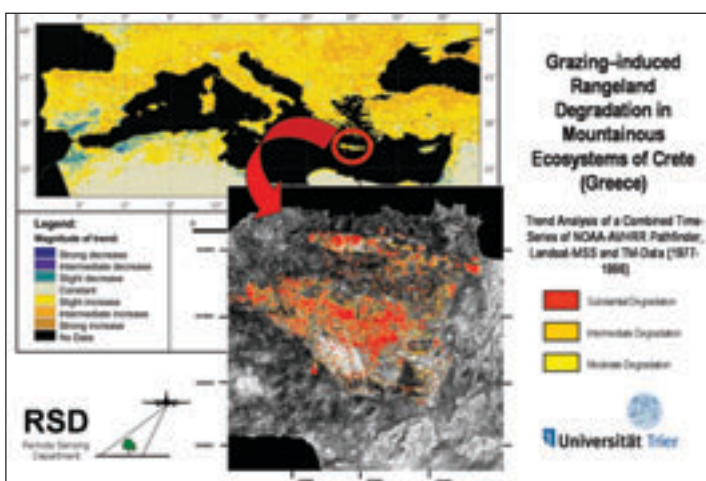 Grazing–induced
Rangeland
Degradation in
Mountainous
Ecosystems of Crete
(Greece)
Trend Analysis of a Combined Time-
Series of NOAA-AVHRR Pathfinder,
Landsat-MSS and TM-Data (1977-
Substantial Degradation
Intermediate Degradation
Moderate Degradation
Legend:
Magnitude of trend:
Strong decrease
Intermediate decrease
Slight decrease
Constant
Slight increase
Intermediate increase
Strong increase
No Data
RSD
Remote Sensing
Department
Universität Trier